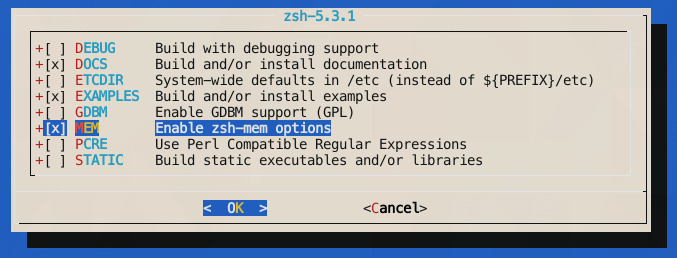 zsh-5.3.1
+[ ] DEBUG Build with debugging support
+[x] DOCS Build and/or install documentation
+[ ] ETCDIR System-wide defaults in /etc (instead of ${PREFIX}/etc)
+[x] EXAMPLES Build and/or install examples
+[ ] GDBM Enable GDBM support (GPL)
+[x] MEM Enable zsh-mem options
+[ ] PCRE Use Perl Compatible Regular Expressions
+[ ] STATIC Build static executables and/or libraries
< OK > <Cancel>